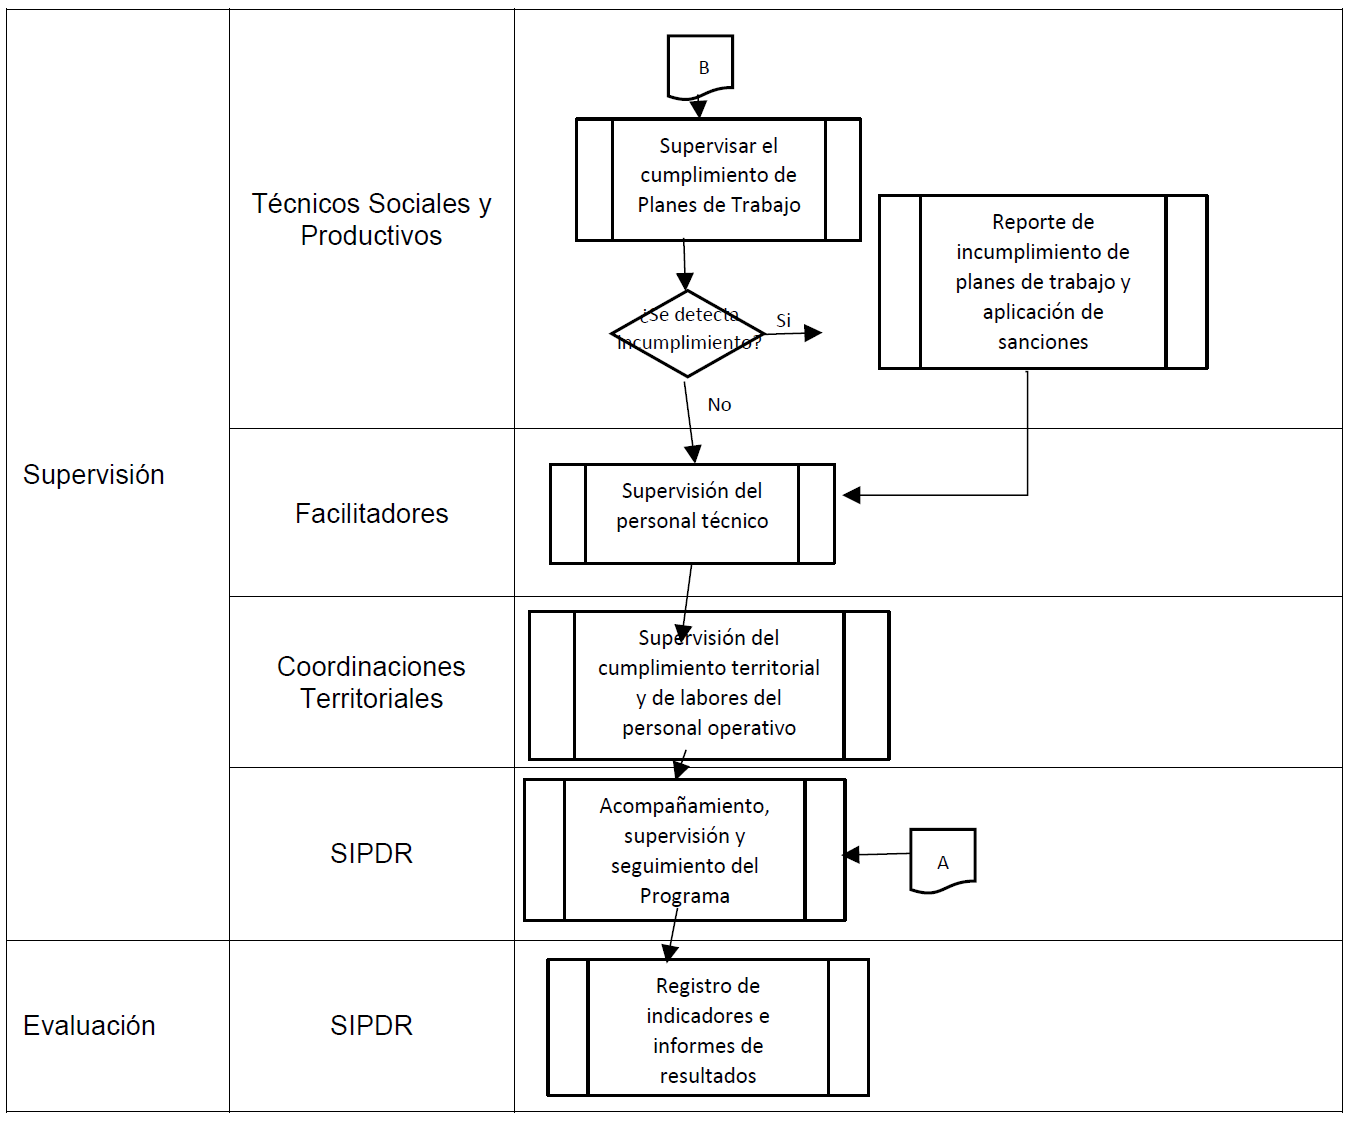 B
Supervisar el
cumplimiento de
Planes de Trabajo
Técnicos Sociales y
Productivos
Reporte de
incumplimiento de
planes de trabajo y
aplicación de
sanciones
¿Se detecta
incumplimiento?
Si
No
Supervisión
Facilitadores
Supervisión del
personal técnico
Coordinaciones
Territoriales
Supervisión del
cumplimiento territorial
y de labores del
personal operativo
SIPDR
Acompañamiento,
supervisión y
seguimiento del
Programa
A
Evaluación
SIPDR
Registro de
indicadores e
informes de
resultados